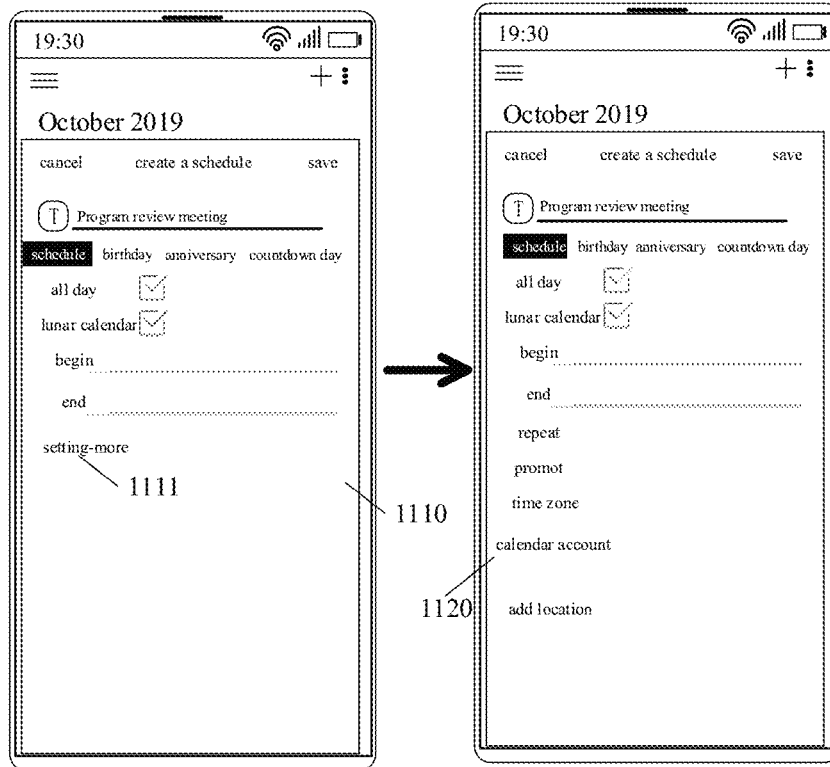 19:30
October 2019
cancel create a schedule save
T Program review meeting
schedule birthday anniversary countdown day
all day
lunar calendar
begin
end
setting-more
1111
1110
19:30
October 2019
cancel create a schedule save
T Program review meeting
schedule birthday anniversary countdown day
all day
lunar calendar
begin
end
repeat
promot
time zone
calendar account
1120
add location